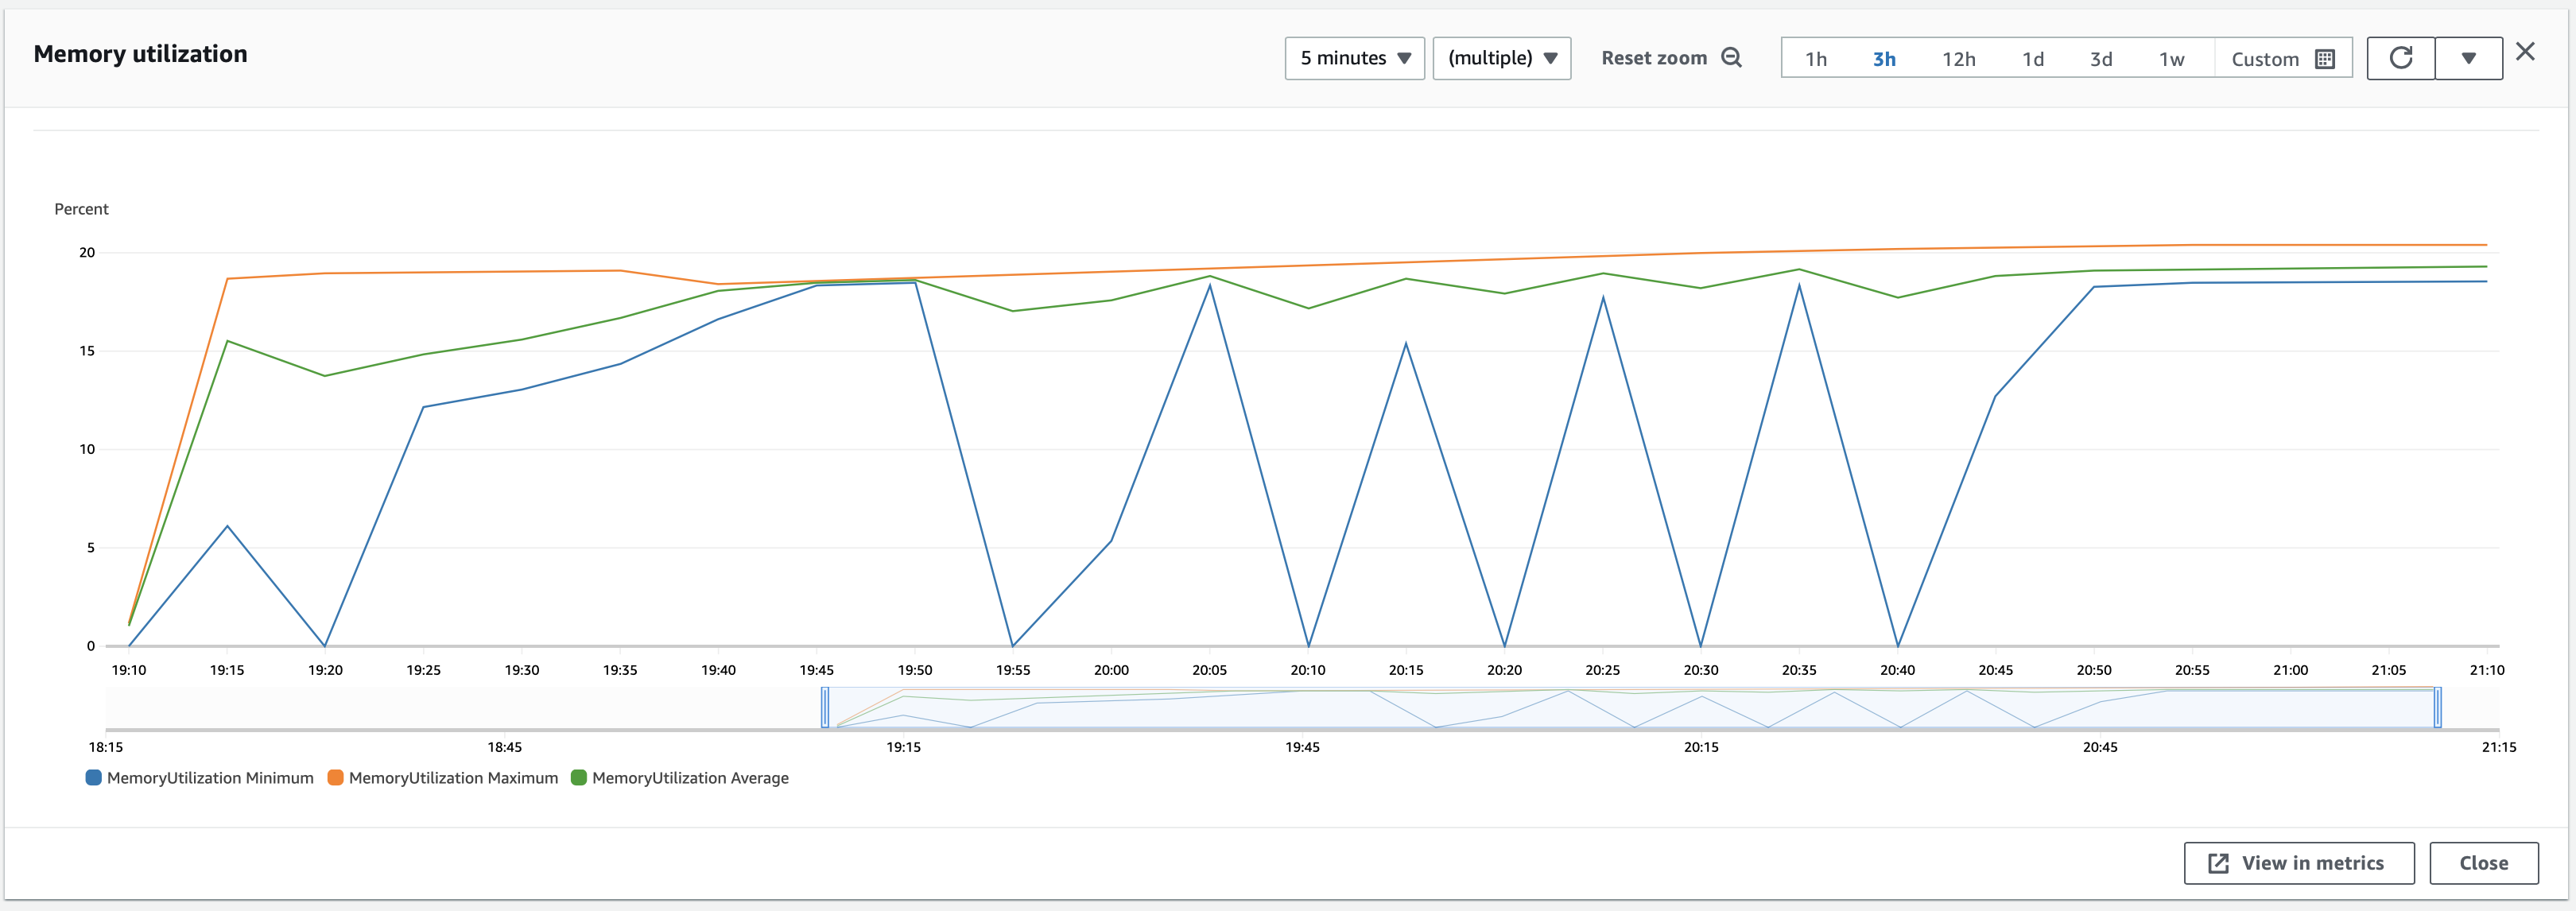 Memory utilization
5 minutes (multiple) Reset zoom 1h 3h 12h 1d 3d 1w Custom
Percent
20
15
10
5
0
19:10 19:15 19:20 19:25 19:30 19:35 19:40 19:45 19:50 19:55 20:00 20:05 20:10 20:15 20:20 20:25 20:30 20:35 20:40 20:45 20:50 20:55 21:00 21:05 21:10
18:15 18:45 19:15 19:45 20:15 20:45 21:15
MemoryUtilization Minimum MemoryUtilization Maximum MemoryUtilization Average
View in metrics Close